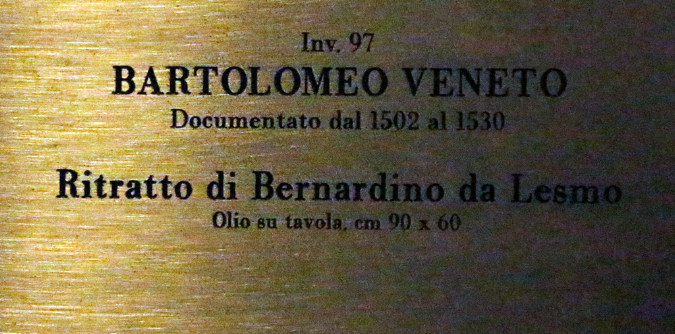 Inv. 97
BARTOLOMEO VENETO
Documentato dal 1502 al 1530
Ritratto di Bernardino da Lesmo
Olio su tavola, cm 90 x 60